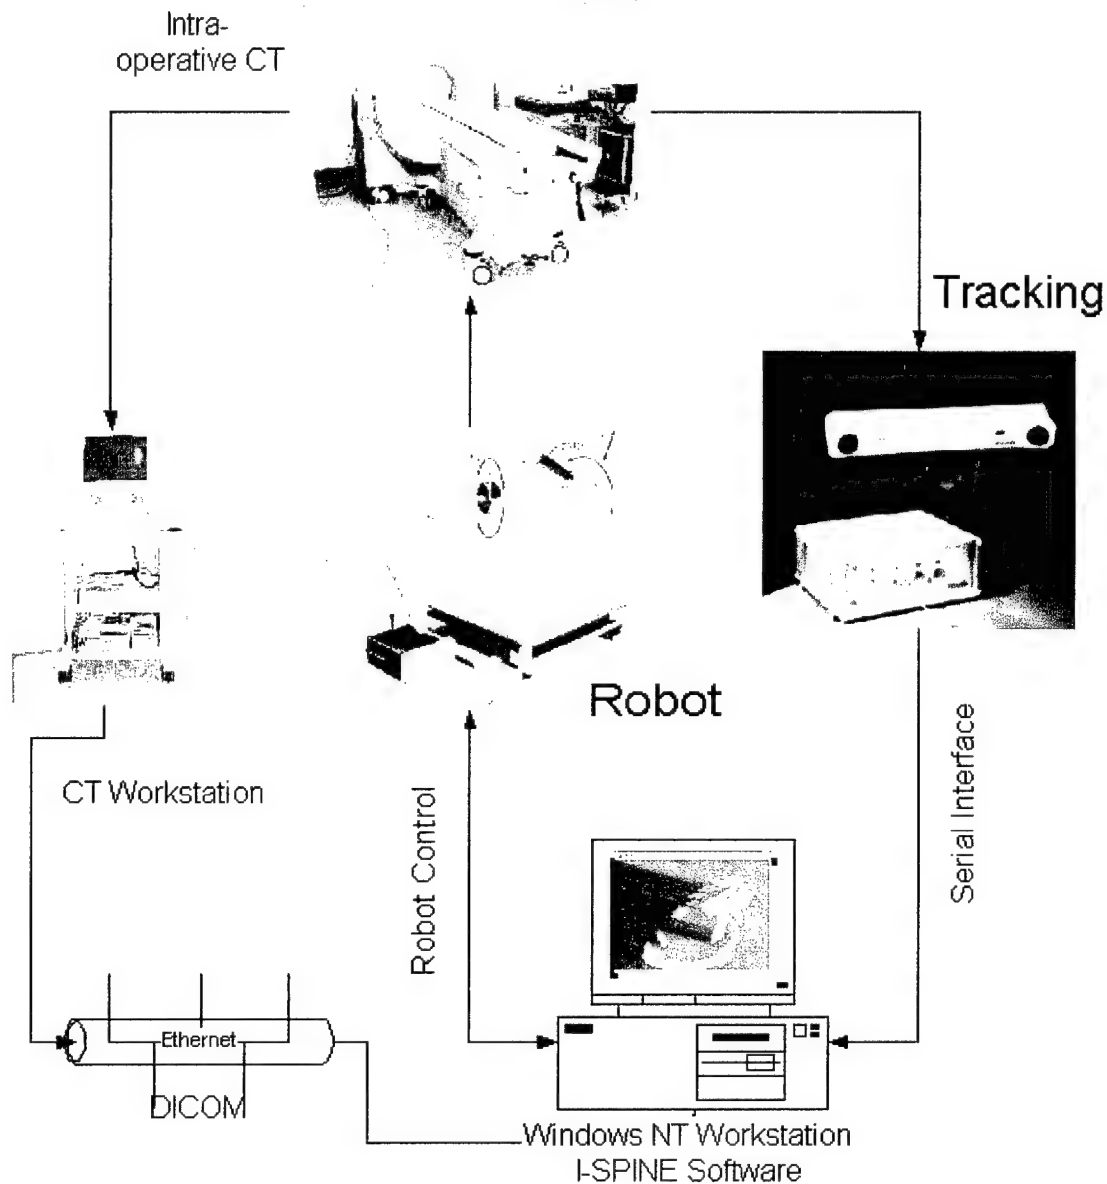 Intra-
operative CT
Tracking
Robot
CT Workstation
Robot Control
Serial Interface
Ethernet
DICOM
Windows NT Workstation
I-SPINE Software